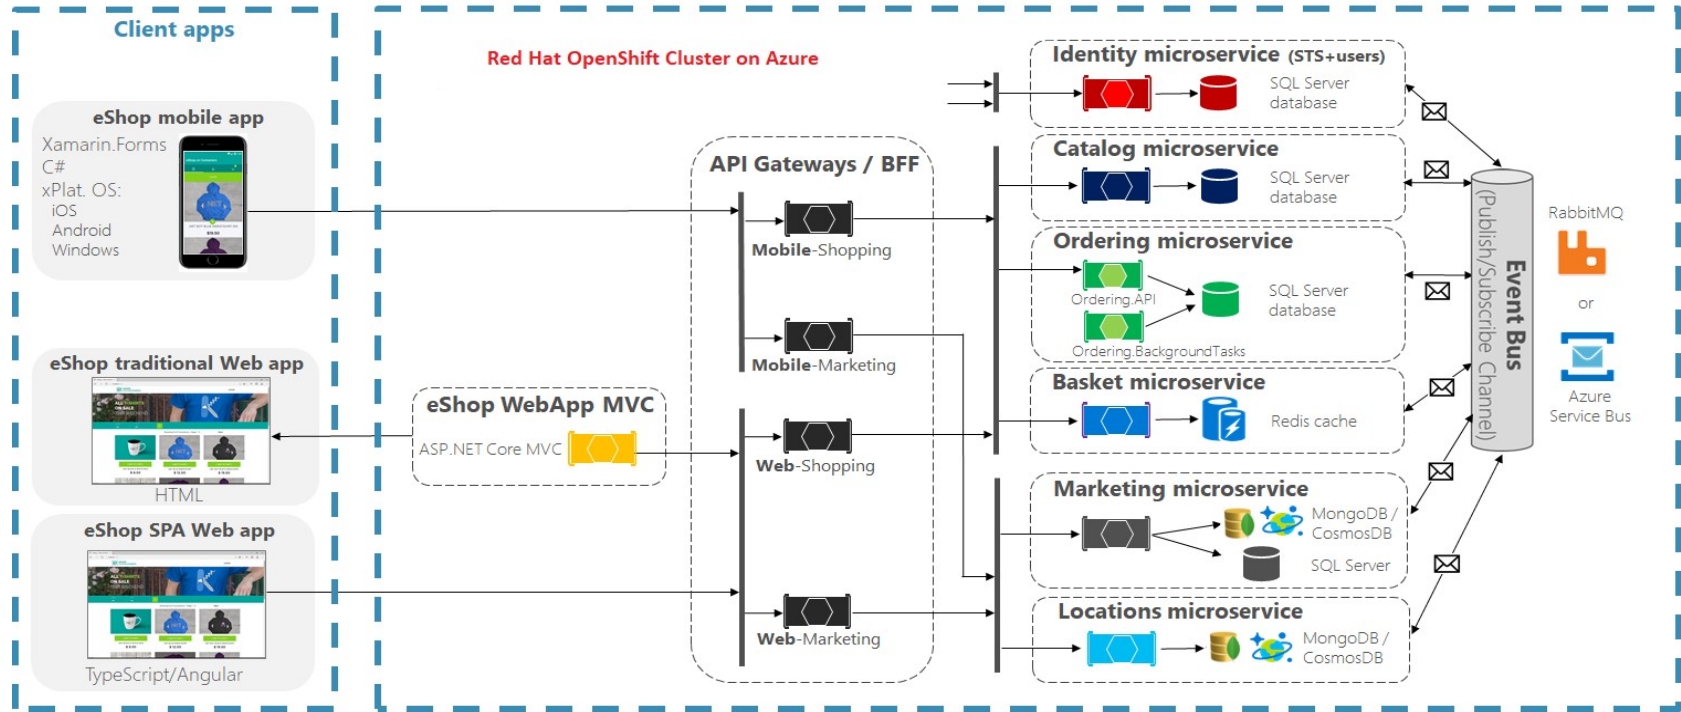 Client apps
eShop mobile app
Xamarin.Forms
C#
xPlat. OS:
iOS
Android
Windows
eShop traditional Web app
HTML
eShop SPA Web app
TypeScript/Angular
Red Hat OpenShift Cluster on Azure
eShop WebApp MVC
ASP.NET Core MVC
API Gateways / BFF
Mobile-Shopping
Mobile-Marketing
Web-Shopping
Web-Marketing
Identity microservice (STS+users)
SQL Server
database
Catalog microservice
SQL Server
database
Ordering microservice
Ordering.API
SQL Server
database
Ordering.BackgroundTasks
Basket microservice
Redis cache
Marketing microservice
MongoDB /
CosmosDB
SQL Server
Locations microservice
MongoDB /
CosmosDB
Event Bus
(Publish/Subscribe Channel)
RabbitMQ
or
Azure
Service Bus